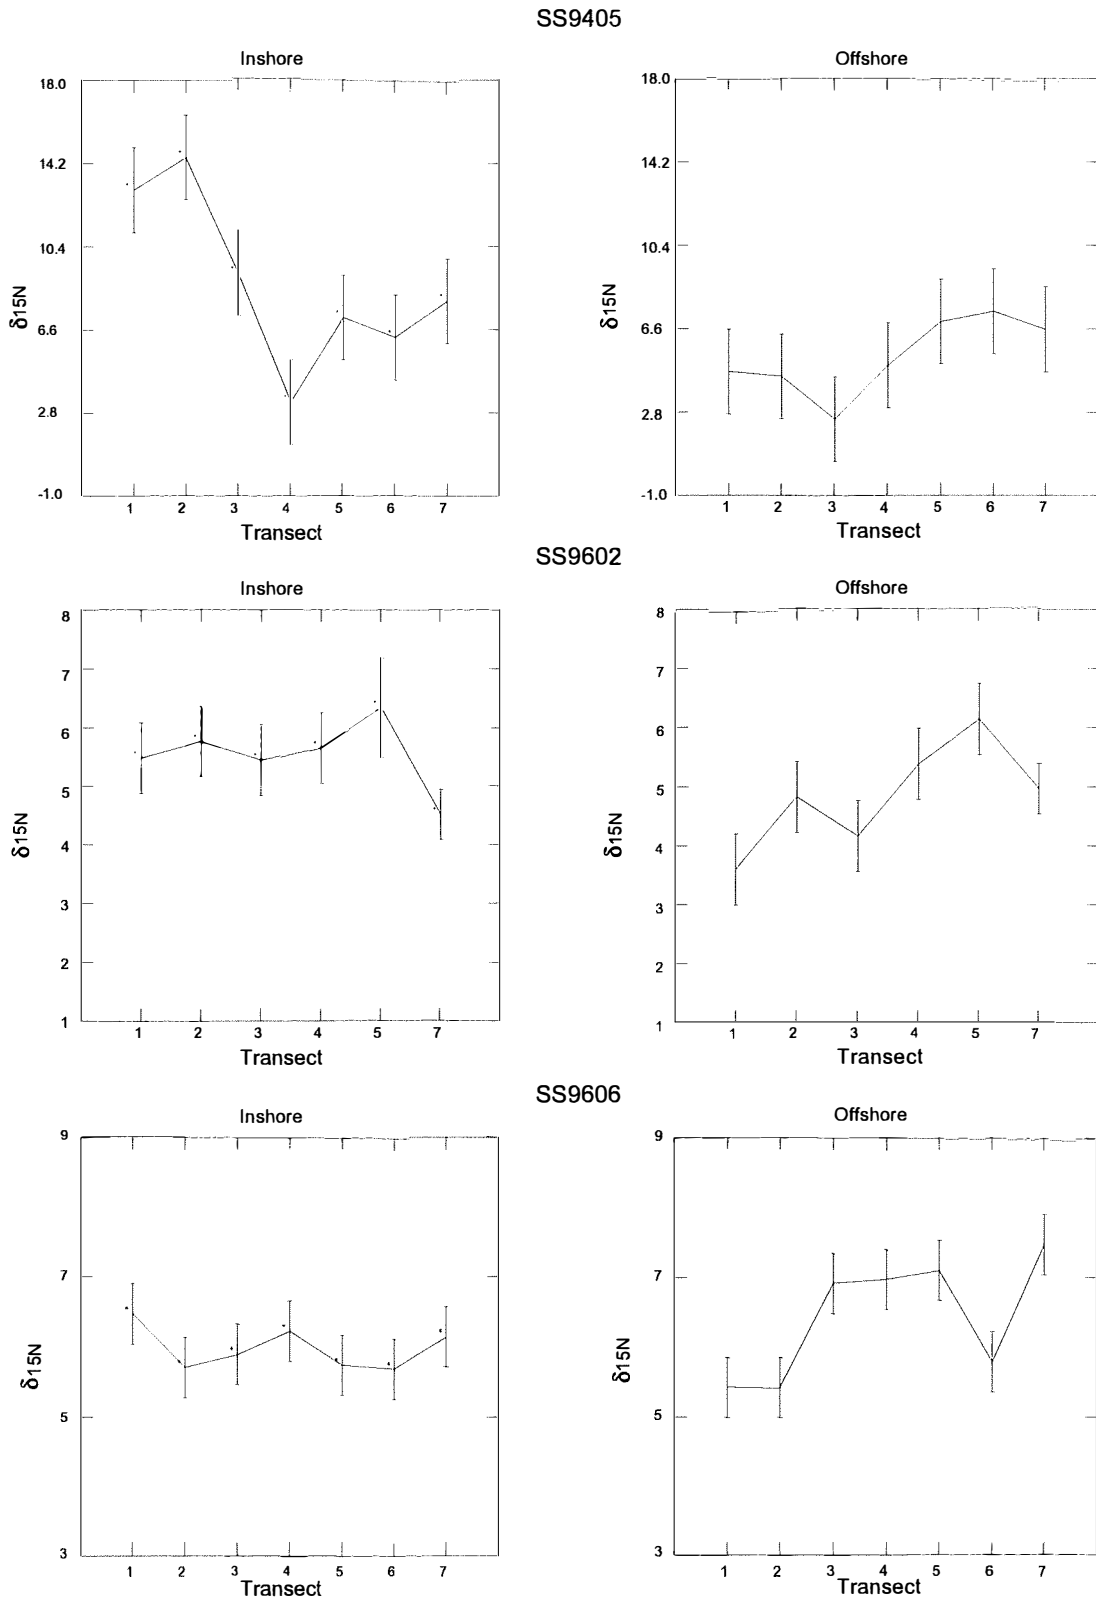 SS9405
Inshore
18.0
14.2
10.4
6.6
2.8
-1.0
δ15N
1 2 3 4 5 6 7
Transect
Offshore
18.0
14.2
10.4
6.6
2.8
-1.0
δ15N
1 2 3 4 5 6 7
Transect
SS9602
Inshore
8
7
6
5
4
3
2
1
δ15N
1 2 3 4 5 7
Transect
Offshore
8
7
6
5
4
3
2
1
δ15N
1 2 3 4 5 7
Transect
SS9606
Inshore
9
7
5
3
δ15N
1 2 3 4 5 6 7
Transect
Offshore
9
7
5
3
δ15N
1 2 3 4 5 6 7
Transect